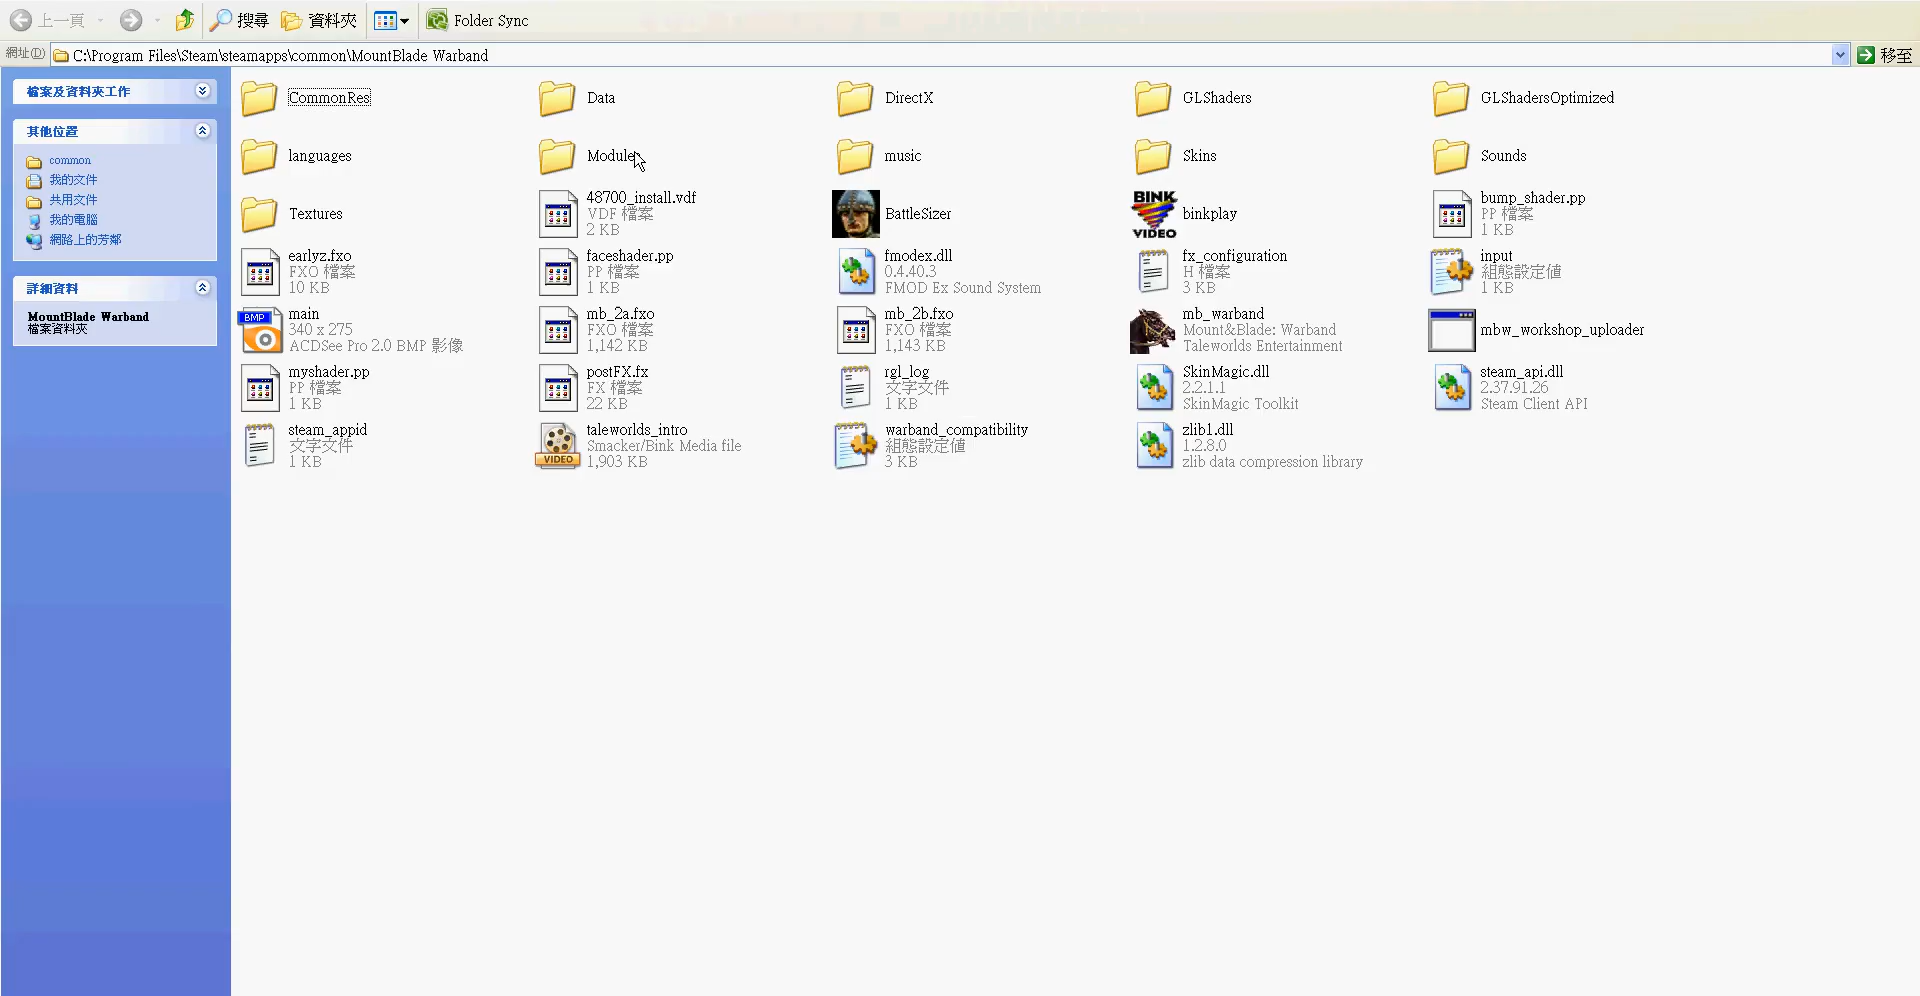 上一頁 搜尋 資料夾 Folder Sync
網址(D) C:\Program Files\Steam\steamapps\common\MountBlade Warband 移至
檔案及資料夾工作
其他位置
common
我的文件
共用文件
我的電腦
網路上的芳鄰
詳細資料
MountBlade Warband
檔案資料夾
CommonRes
Data
DirectX
GLShaders
GLShadersOptimized
languages
Module
music
Skins
Sounds
Textures
48700_install.vdf
VDF 檔案
2 KB
BattleSizer
BINK
VIDEO
binkplay
bump_shader.pp
PP 檔案
1 KB
earlyz.fxo
FXO 檔案
10 KB
faceshader.pp
PP 檔案
1 KB
fmodex.dll
0.4.40.3
FMOD Ex Sound System
fx_configuration
H 檔案
3 KB
input
組態設定值
1 KB
BMP
main
340 x 275
ACDSee Pro 2.0 BMP 影像
mb_2a.fxo
FXO 檔案
1,142 KB
mb_2b.fxo
FXO 檔案
1,143 KB
mb_warband
Mount&Blade: Warband
Taleworlds Entertainment
mbw_workshop_uploader
myshader.pp
PP 檔案
1 KB
postFX.fx
FX 檔案
22 KB
rgl_log
文字文件
1 KB
SkinMagic.dll
2.2.1.1
SkinMagic Toolkit
steam_api.dll
2.37.91.26
Steam Client API
steam_appid
文字文件
1 KB
VIDEO
taleworlds_intro
Smacker/Bink Media file
1,903 KB
warband_compatibility
組態設定值
3 KB
zlib1.dll
1.2.8.0
zlib data compression library